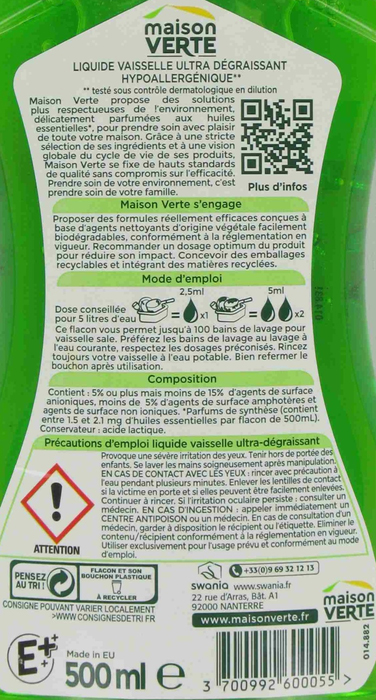 maison
VERTE
LIQUIDE VAISSELLE ULTRA DÉGRAISSANT
HYPOALLERGÉNIQUE**
** testé sous contrôle dermatologique en dilution
Maison Verte propose des solutions
plus respectueuses de l'environnement,
délicatement parfumées aux huiles
essentielles*, pour prendre soin avec plaisir
de toute votre maison. Grâce à une stricte
sélection de ses ingrédients et à une vision
globale du cycle de vie de ses produits,
Maison Verte se fixe de hauts standards
de qualité sans compromis sur l'efficacité.
Prendre soin de votre environnement, c'est
prendre soin de votre famille.
Plus d'infos
Maison Verte s'engage
Proposer des formules réellement efficaces conçues à
base d'agents nettoyants d'origine végétale facilement
biodégradables, conformément à la réglementation en
vigueur. Recommander un dosage optimum du produit
pour réduire son impact. Concevoir des emballages
recyclables et intégrant des matières recyclées.
Mode d'emploi
2,5ml 5ml
Dose conseillée
pour 5 litres d'eau = x1 = x2
Ce flacon vous permet jusqu'à 100 bains de lavage pour
vaisselle sale. Préférez les bains de lavage au lavage à
l'eau courante, respectez les dosages préconisés. Rincez
toujours votre vaisselle à l'eau potable. Bien refermer le
bouchon après utilisation.
Composition
Contient : 5% ou plus mais moins de 15% d'agents de surface
anioniques, moins de 5% d'agents de surface amphotères et
agents de surface non ioniques. *Parfums de synthèse (contient
entre 1.5 et 2.1 mg d'huiles essentielles par flacon de 500mL).
Conservateur : acide lactique.
Précautions d'emploi liquide vaisselle ultra-dégraissant
Provoque une sévère irritation des yeux. Tenir hors de portée des
enfants. Se laver les mains soigneusement après manipulation.
EN CAS DE CONTACT AVEC LES YEUX : rincer avec précaution à
l'eau pendant plusieurs minutes. Enlever les lentilles de contact
si la victime en porte et si elles peuvent être facilement enlevées.
Continuer à rincer. Si l'irritation oculaire persiste : consulter un
médecin. EN CAS D'INGESTION : appeler immédiatement un
CENTRE ANTIPOISON ou un médecin. En cas de consultation d'un
médecin, garder à disposition le récipient ou l'étiquette. Éliminer le
contenu/récipient conformément à la réglementation en vigueur.
Utiliser exclusivement pour l'usage prévu et conformément au mode
d'emploi.
ATTENTION
PENSEZ
AU TRI !
FLACON ET SON
BOUCHON PLASTIQUE
À RECYCLER
CONSIGNE POUVANT VARIER LOCALEMENT
>WWW.CONSIGNESDETRI.FR
+33(0)9 69 32 12 13
swania www.swania.fr
22 rue d'Arras, Bât. A1
92000 NANTERRE
www.maisonverte.fr
maison
VERTE
014.882
E++
Made in EU
500 ml e
3 700992 600055 >